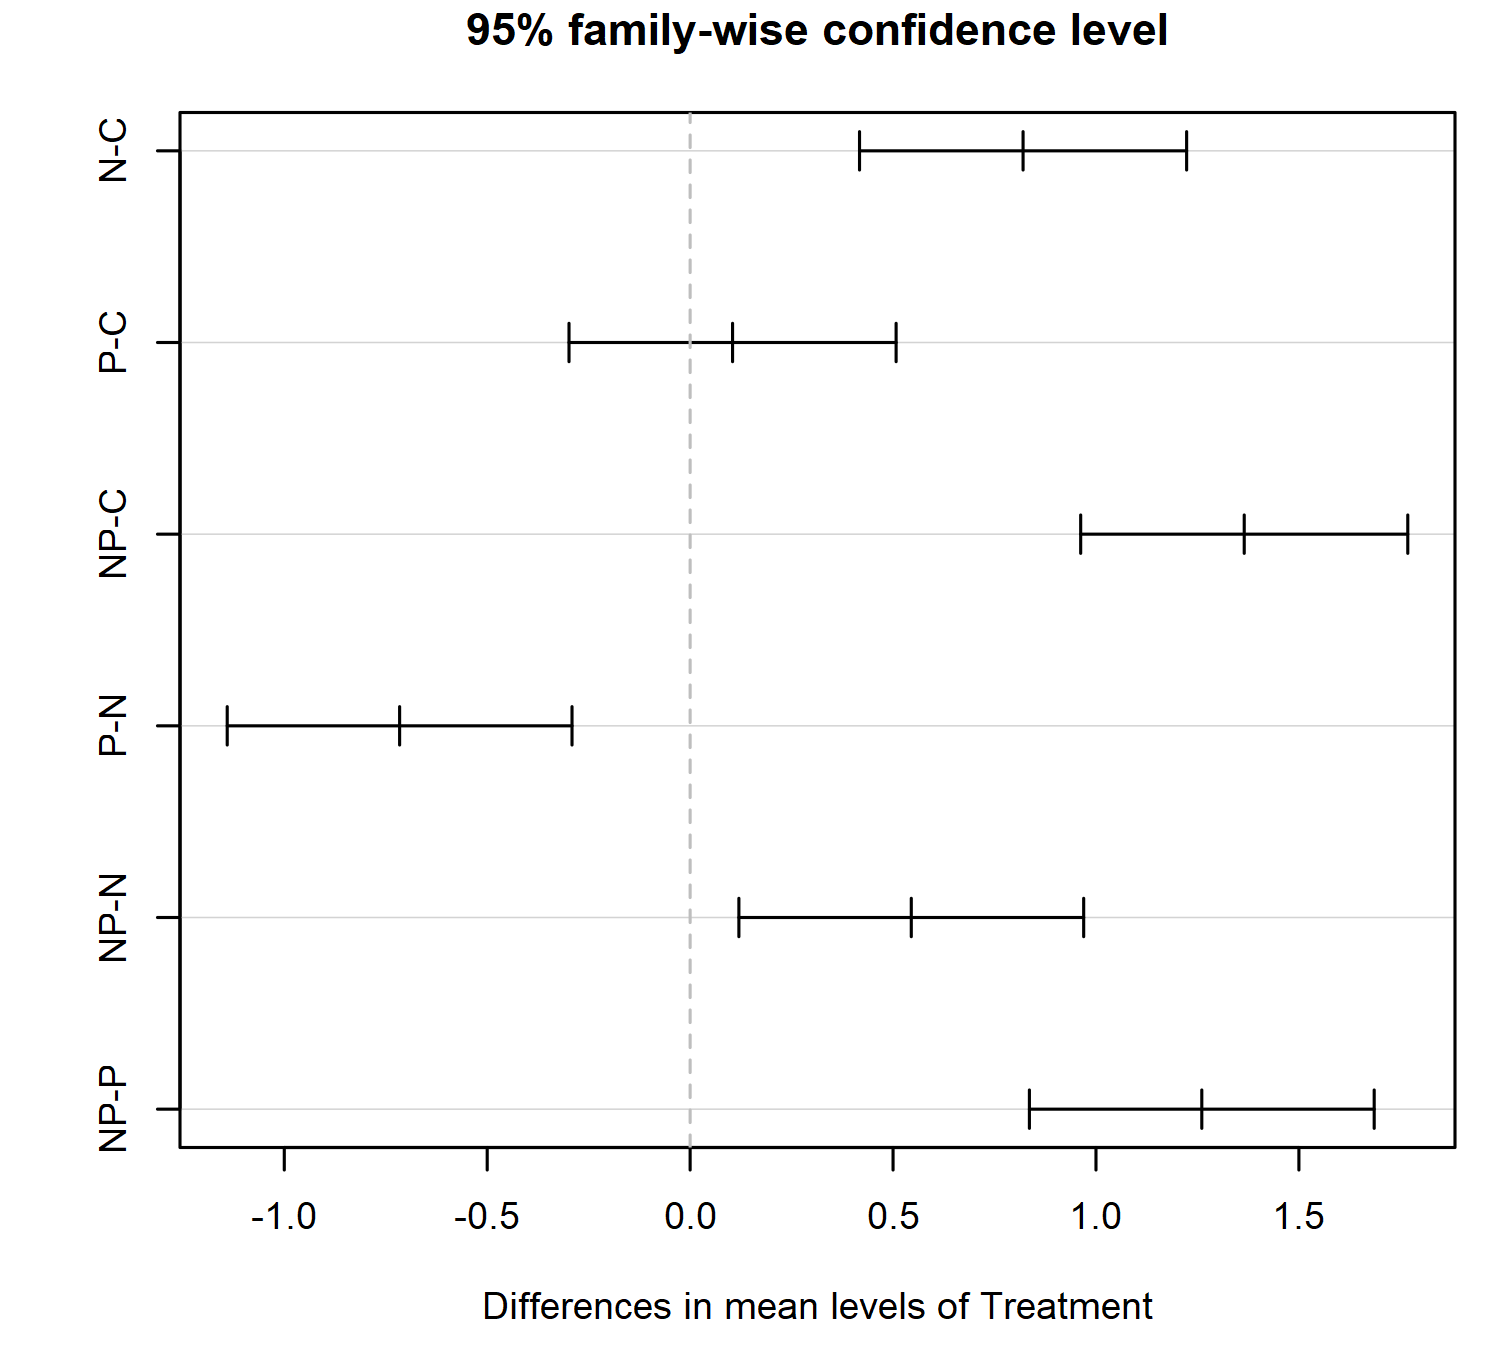 95% family-wise confidence level
N-C
P-C
NP-C
P-N
NP-N
NP-P
-1.0 -0.5 0.0 0.5 1.0 1.5
Differences in mean levels of Treatment